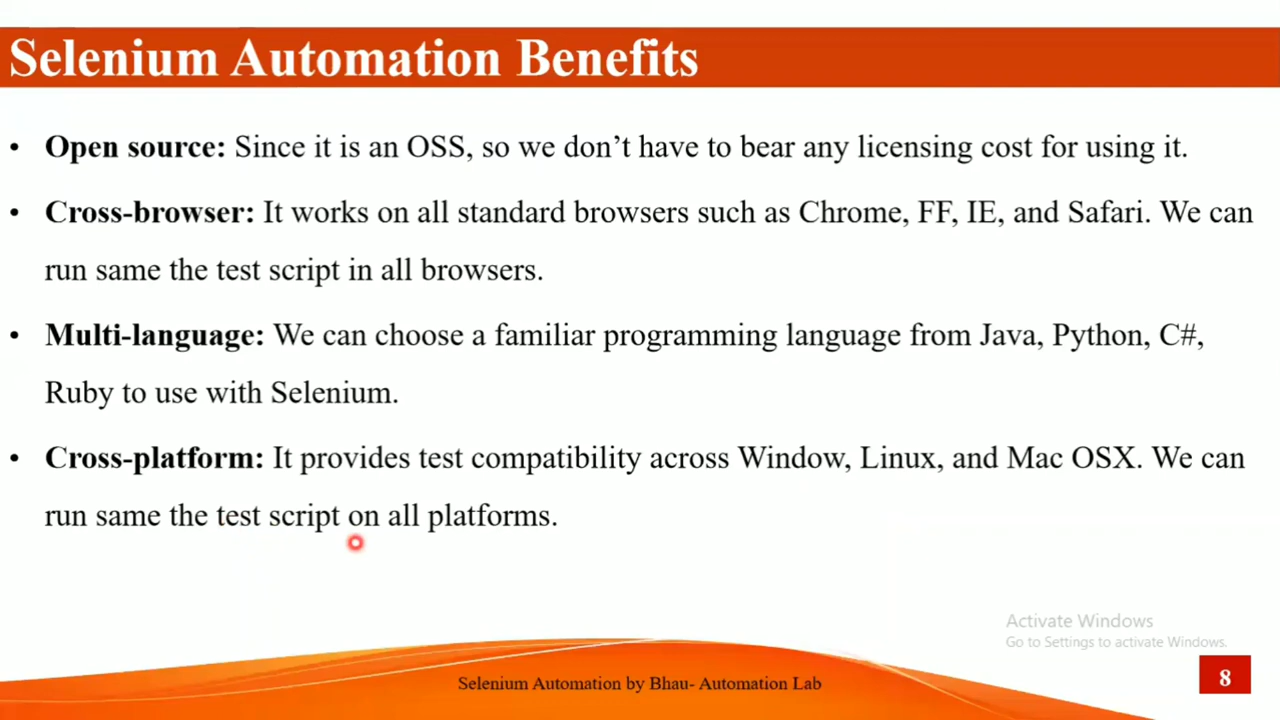 Selenium Automation Benefits
• Open source: Since it is an OSS, so we don’t have to bear any licensing cost for using it.
• Cross-browser: It works on all standard browsers such as Chrome, FF, IE, and Safari. We can
run same the test script in all browsers.
• Multi-language: We can choose a familiar programming language from Java, Python, C#,
Ruby to use with Selenium.
• Cross-platform: It provides test compatibility across Window, Linux, and Mac OSX. We can
run same the test script on all platforms.
Activate Windows
Go to Settings to activate Windows.
Selenium Automation by Bhau- Automation Lab
8